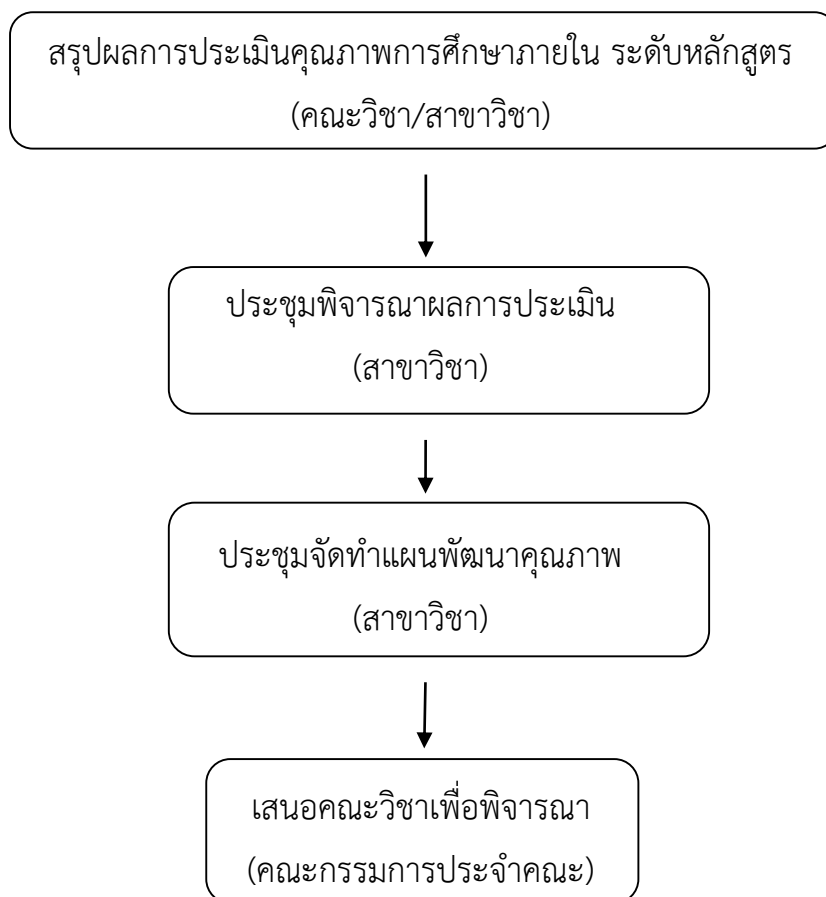 สรุปผลการประเมินคุณภาพการศึกษาภายใน ระดับหลักสูตร
(คณะวิชา/สาขาวิชา)
ประชุมพิจารณาผลการประเมิน
(สาขาวิชา)
ประชุมจัดทำแผนพัฒนาคุณภาพ
(สาขาวิชา)
เสนอคณะวิชาเพื่อพิจารณา
(คณะกรรมการประจำคณะ)